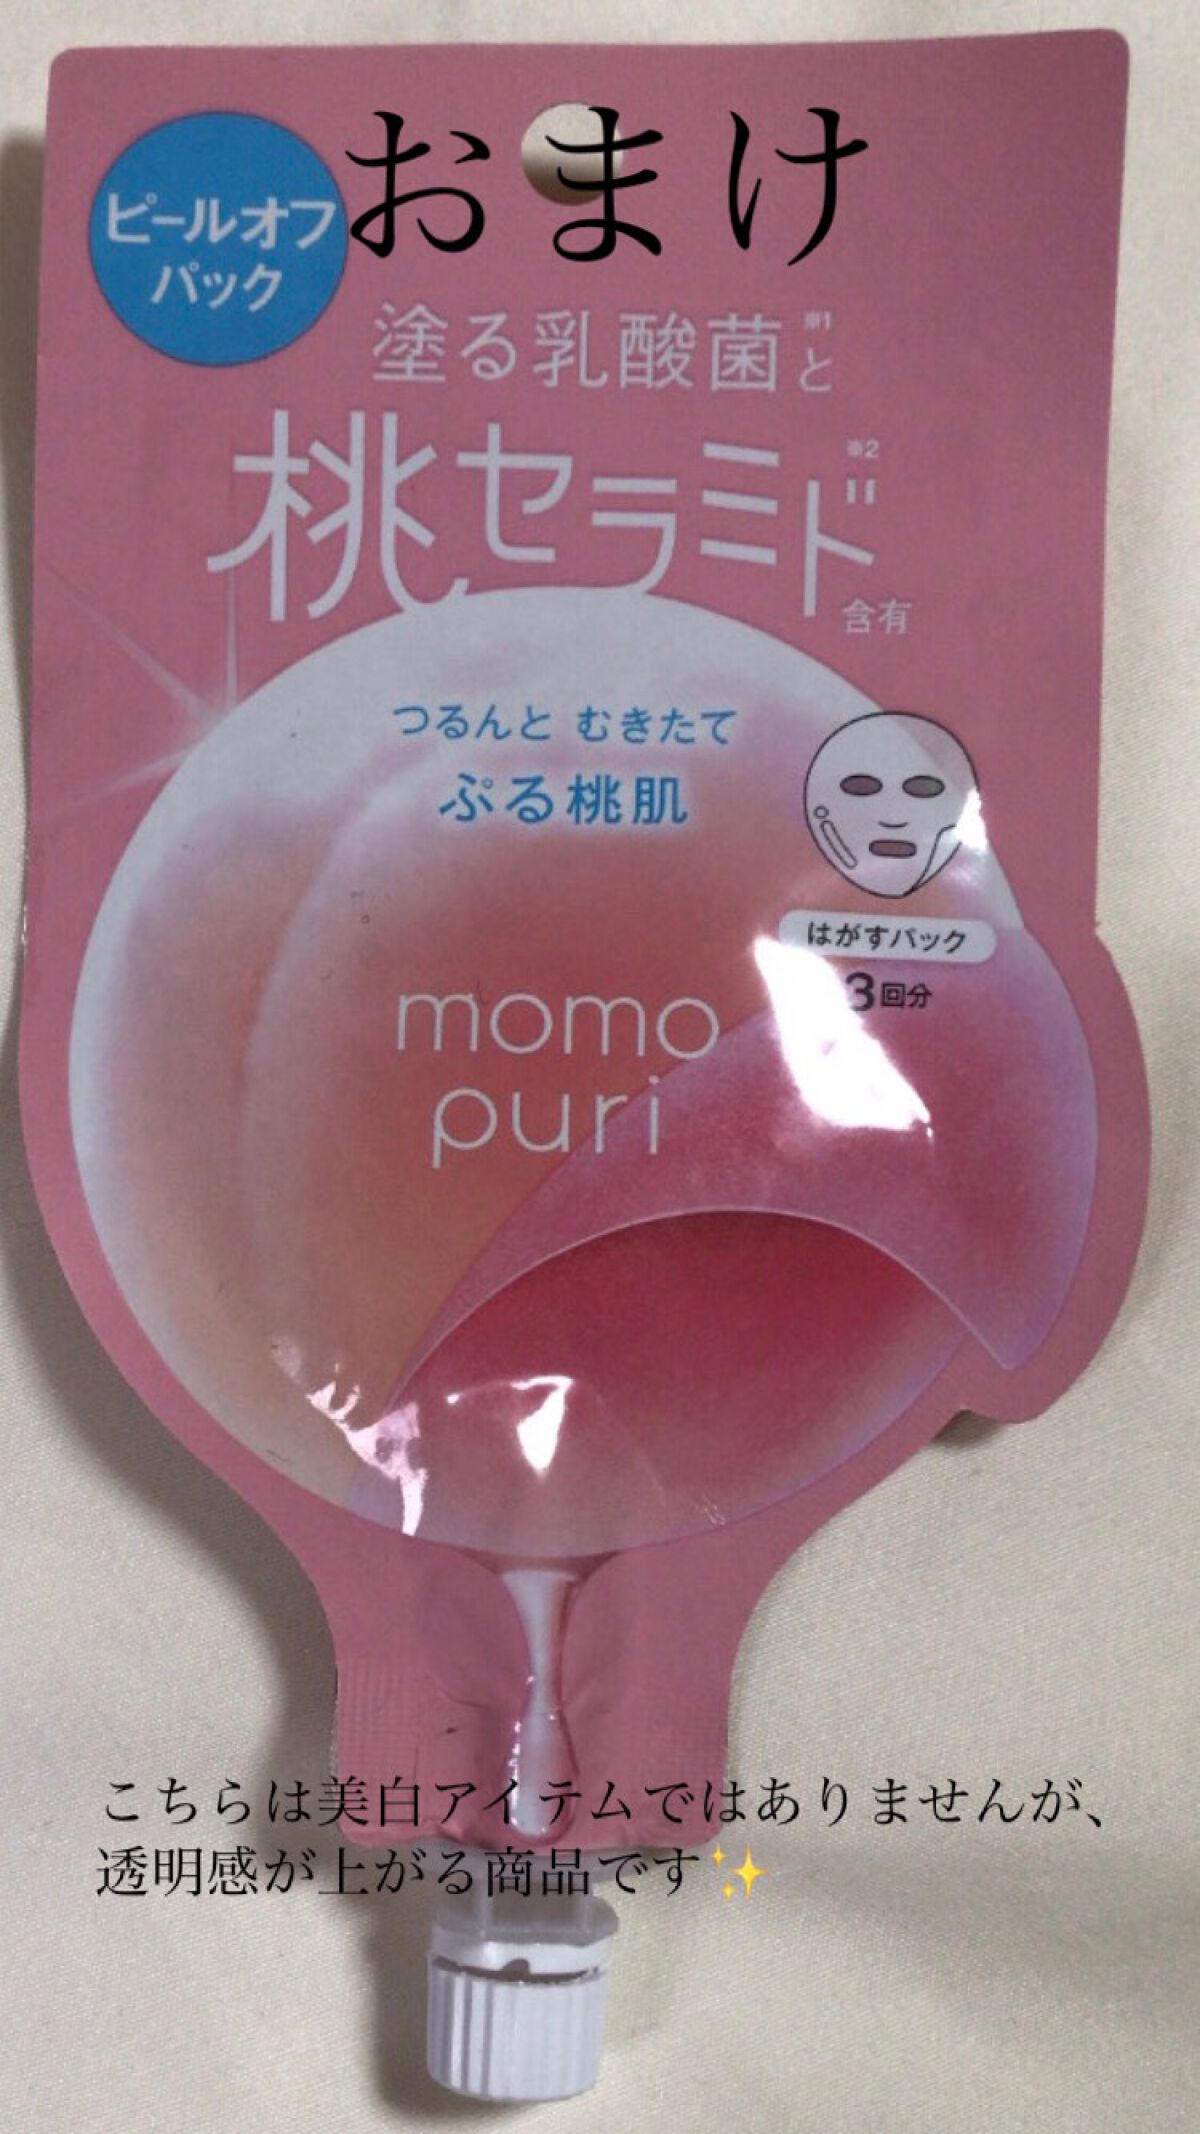 おまけ
ピールオフ
パック
塗る乳酸菌※1と
桃セラミド※2
含有
つるんと むきたて
ぷる桃肌
はがすパック
3回分
momo
puri
こちらは美白アイテムではありませんが、
透明感が上がる商品です✨